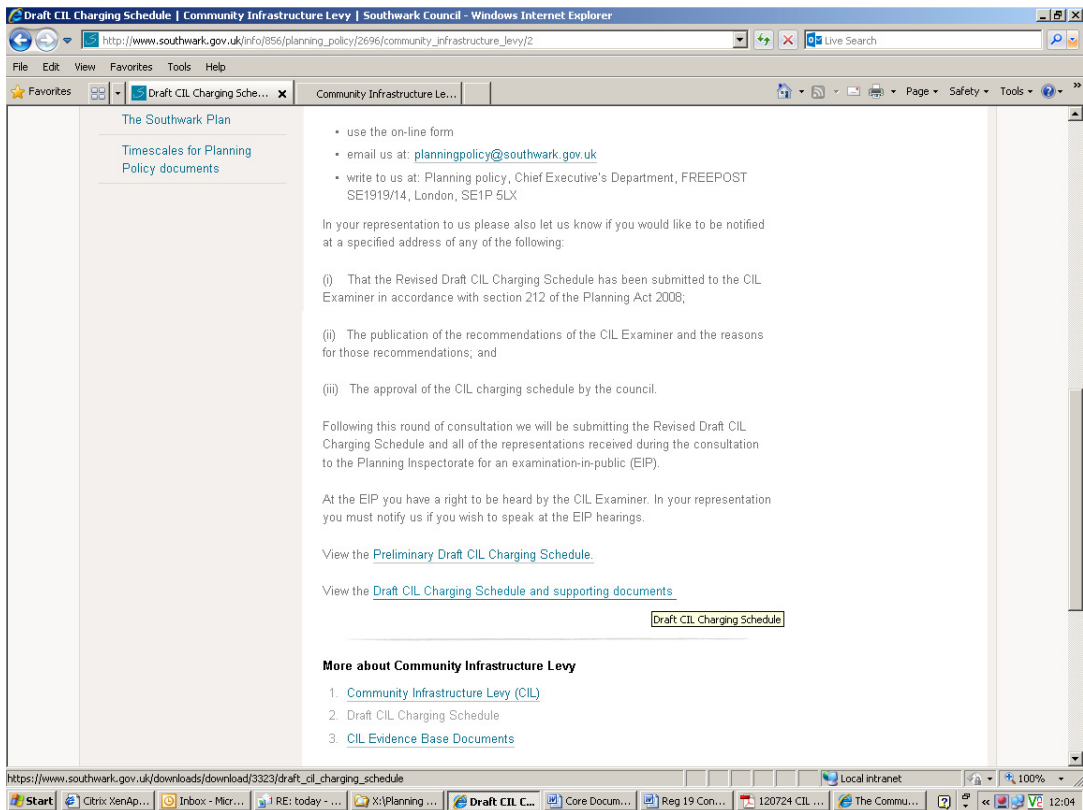 Draft CIL Charging Schedule | Community Infrastructure Levy | Southwark Council - Windows Internet Explorer
http://www.southwark.gov.uk/info/856/planning_policy/2696/community_infrastructure_levy/2
Live Search
File Edit View Favorites Tools Help
Favorites
Draft CIL Charging Sche...
Community Infrastructure Le...
Page Safety Tools
The Southwark Plan
Timescales for Planning
Policy documents
• use the on-line form
• email us at: planningpolicy@southwark.gov.uk
• write to us at: Planning policy, Chief Executive's Department, FREEPOST
SE1919/14, London, SE1P 5LX
In your representation to us please also let us know if you would like to be notified
at a specified address of any of the following:
(i) That the Revised Draft CIL Charging Schedule has been submitted to the CIL
Examiner in accordance with section 212 of the Planning Act 2008;
(ii) The publication of the recommendations of the CIL Examiner and the reasons
for those recommendations; and
(iii) The approval of the CIL charging schedule by the council.
Following this round of consultation we will be submitting the Revised Draft CIL
Charging Schedule and all of the representations received during the consultation
to the Planning Inspectorate for an examination-in-public (EIP).
At the EIP you have a right to be heard by the CIL Examiner. In your representation
you must notify us if you wish to speak at the EIP hearings.
View the Preliminary Draft CIL Charging Schedule.
View the Draft CIL Charging Schedule and supporting documents
Draft CIL Charging Schedule
More about Community Infrastructure Levy
1. Community Infrastructure Levy (CIL)
2. Draft CIL Charging Schedule
3. CIL Evidence Base Documents
https://www.southwark.gov.uk/downloads/download/3323/draft_cil_charging_schedule
Local intranet
100%
Start
Citrix XenAp...
Inbox - Micr...
RE: today - ...
X:\Planning ...
Draft CIL C...
Core Docum...
Reg 19 Con...
120724 CIL ...
The Commu...
12:04